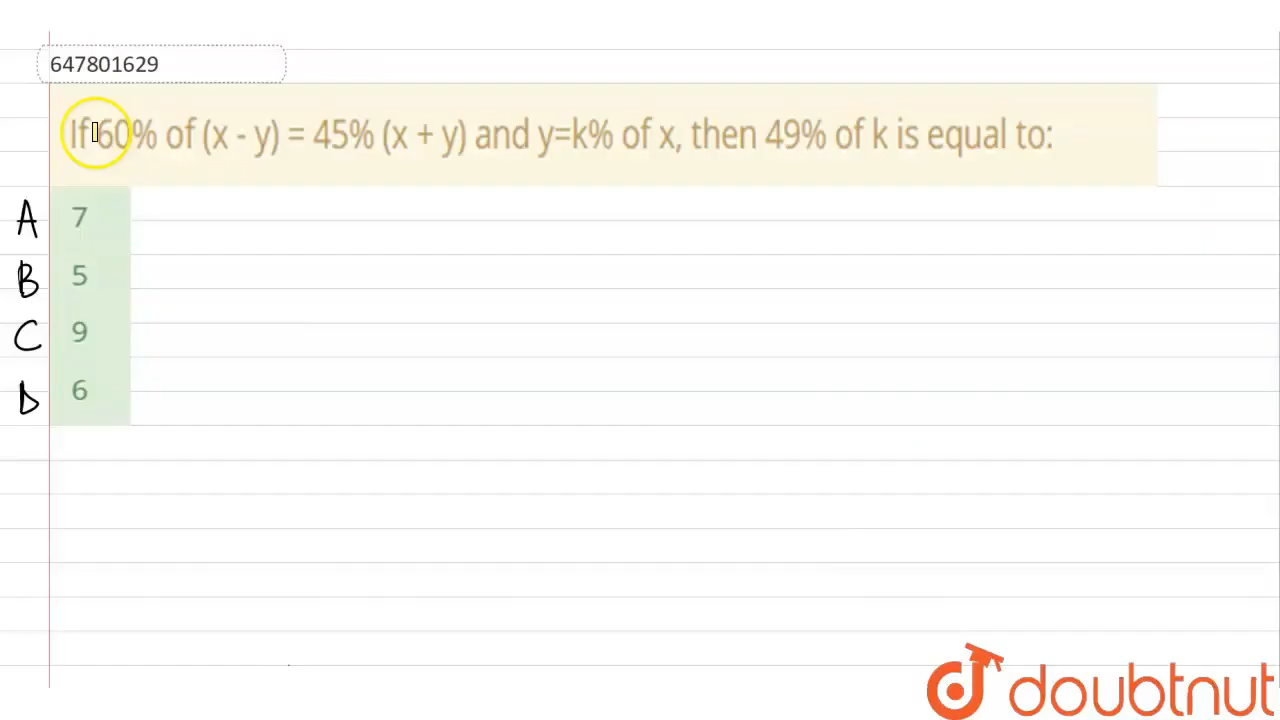 647801629
If 60% of (x - y) = 45% (x + y) and y=k% of x, then 49% of k is equal to:
A 7
B 5
C 9
D 6
doubtnut